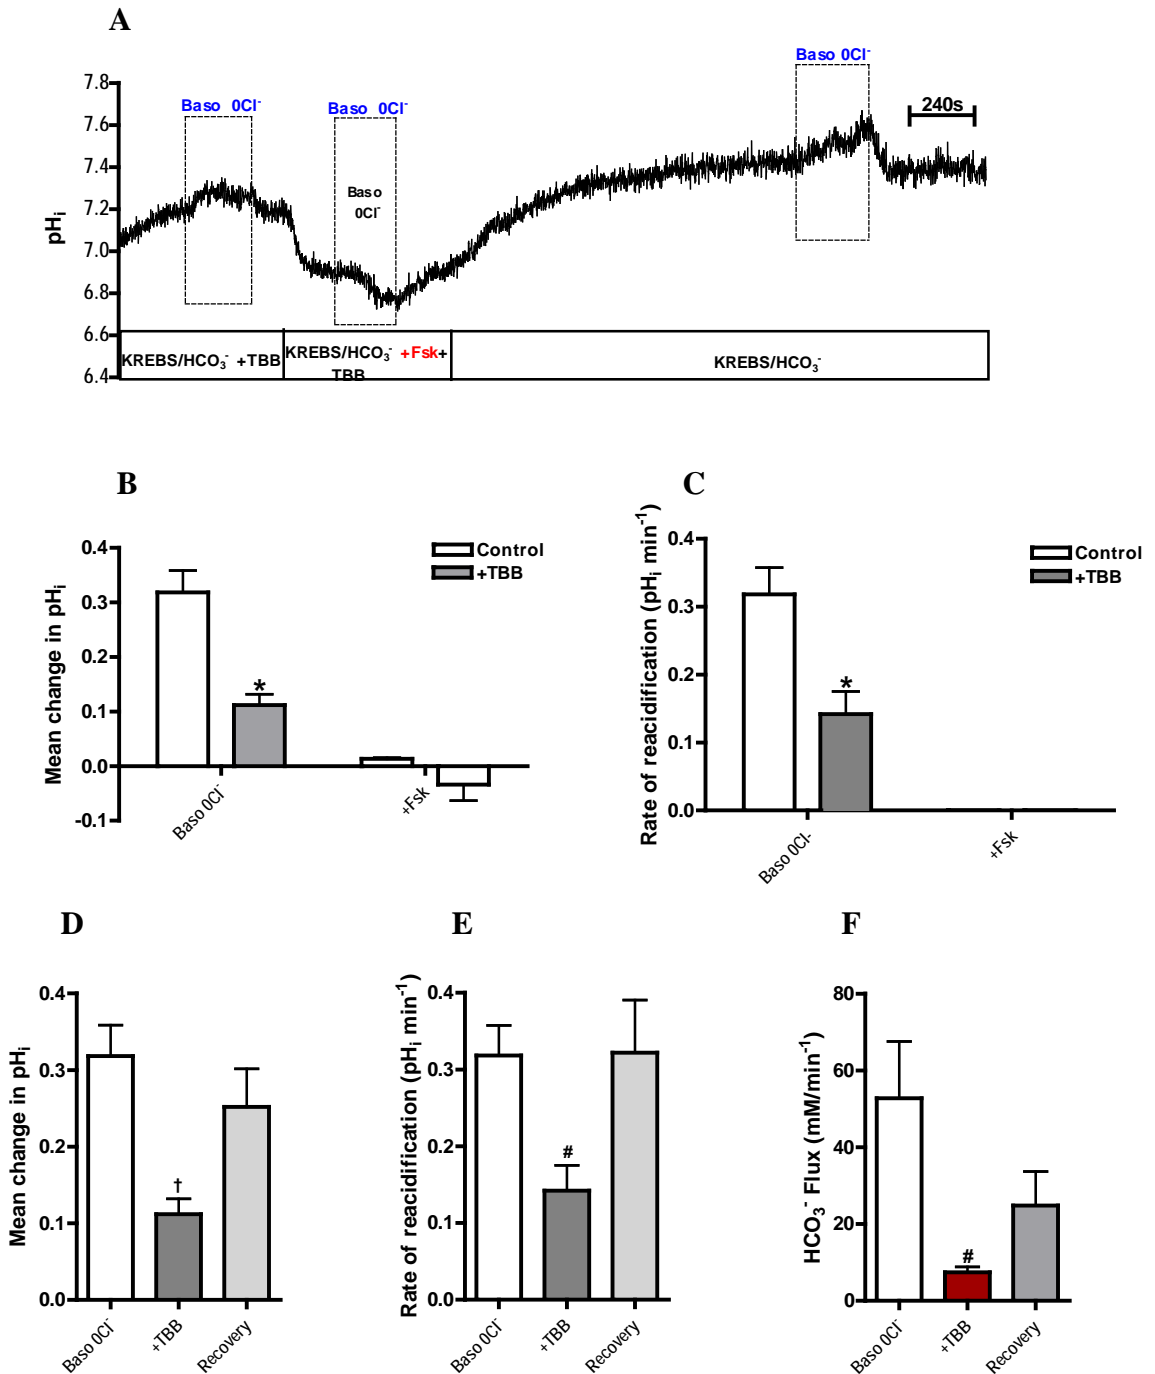 A
Baso 0Cl⁻
Baso 0Cl⁻
Baso 0Cl⁻
240s
Baso
0Cl⁻
7.8
7.6
7.4
7.2
7.0
6.8
6.6
6.4
pHᵢ
KREBS/HCO₃⁻ +TBB
KREBS/HCO₃⁻ +Fsk+
TBB
KREBS/HCO₃⁻
B
Mean change in pHᵢ
0.4
0.3
0.2
0.1
0.0
-0.1
Control
+TBB
*
Baso 0Cl⁻
+Fsk
C
Rate of reacidification (pHᵢ min⁻¹)
0.4
0.3
0.2
0.1
0.0
Control
+TBB
*
Baso 0Cl-
+Fsk
D
Mean change in pHᵢ
0.4
0.3
0.2
0.1
0.0
†
Baso 0Cl⁻
+TBB
Recovery
E
Rate of reacidification (pHᵢ min⁻¹)
0.4
0.3
0.2
0.1
0.0
#
Baso 0Cl⁻
+TBB
Recovery
F
HCO₃⁻ Flux (mM/min⁻¹)
80
60
40
20
0
#
Baso 0Cl⁻
+TBB
Recovery